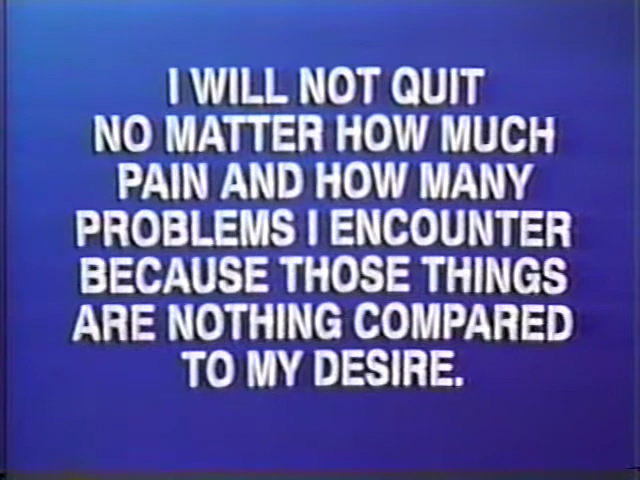 I WILL NOT QUIT
NO MATTER HOW MUCH
PAIN AND HOW MANY
PROBLEMS I ENCOUNTER
BECAUSE THOSE THINGS
ARE NOTHING COMPARED
TO MY DESIRE.